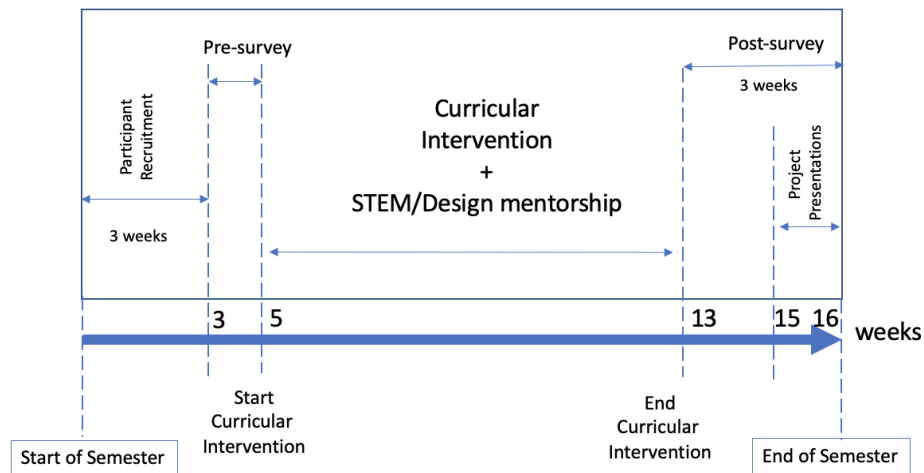 Pre-survey
Post-survey
3 weeks
Participant
Recruitment
3 weeks
Curricular
Intervention
+
STEM/Design mentorship
Project
Presentations
3
5
13
15
16
weeks
Start
Curricular
Intervention
End
Curricular
Intervention
Start of Semester
End of Semester